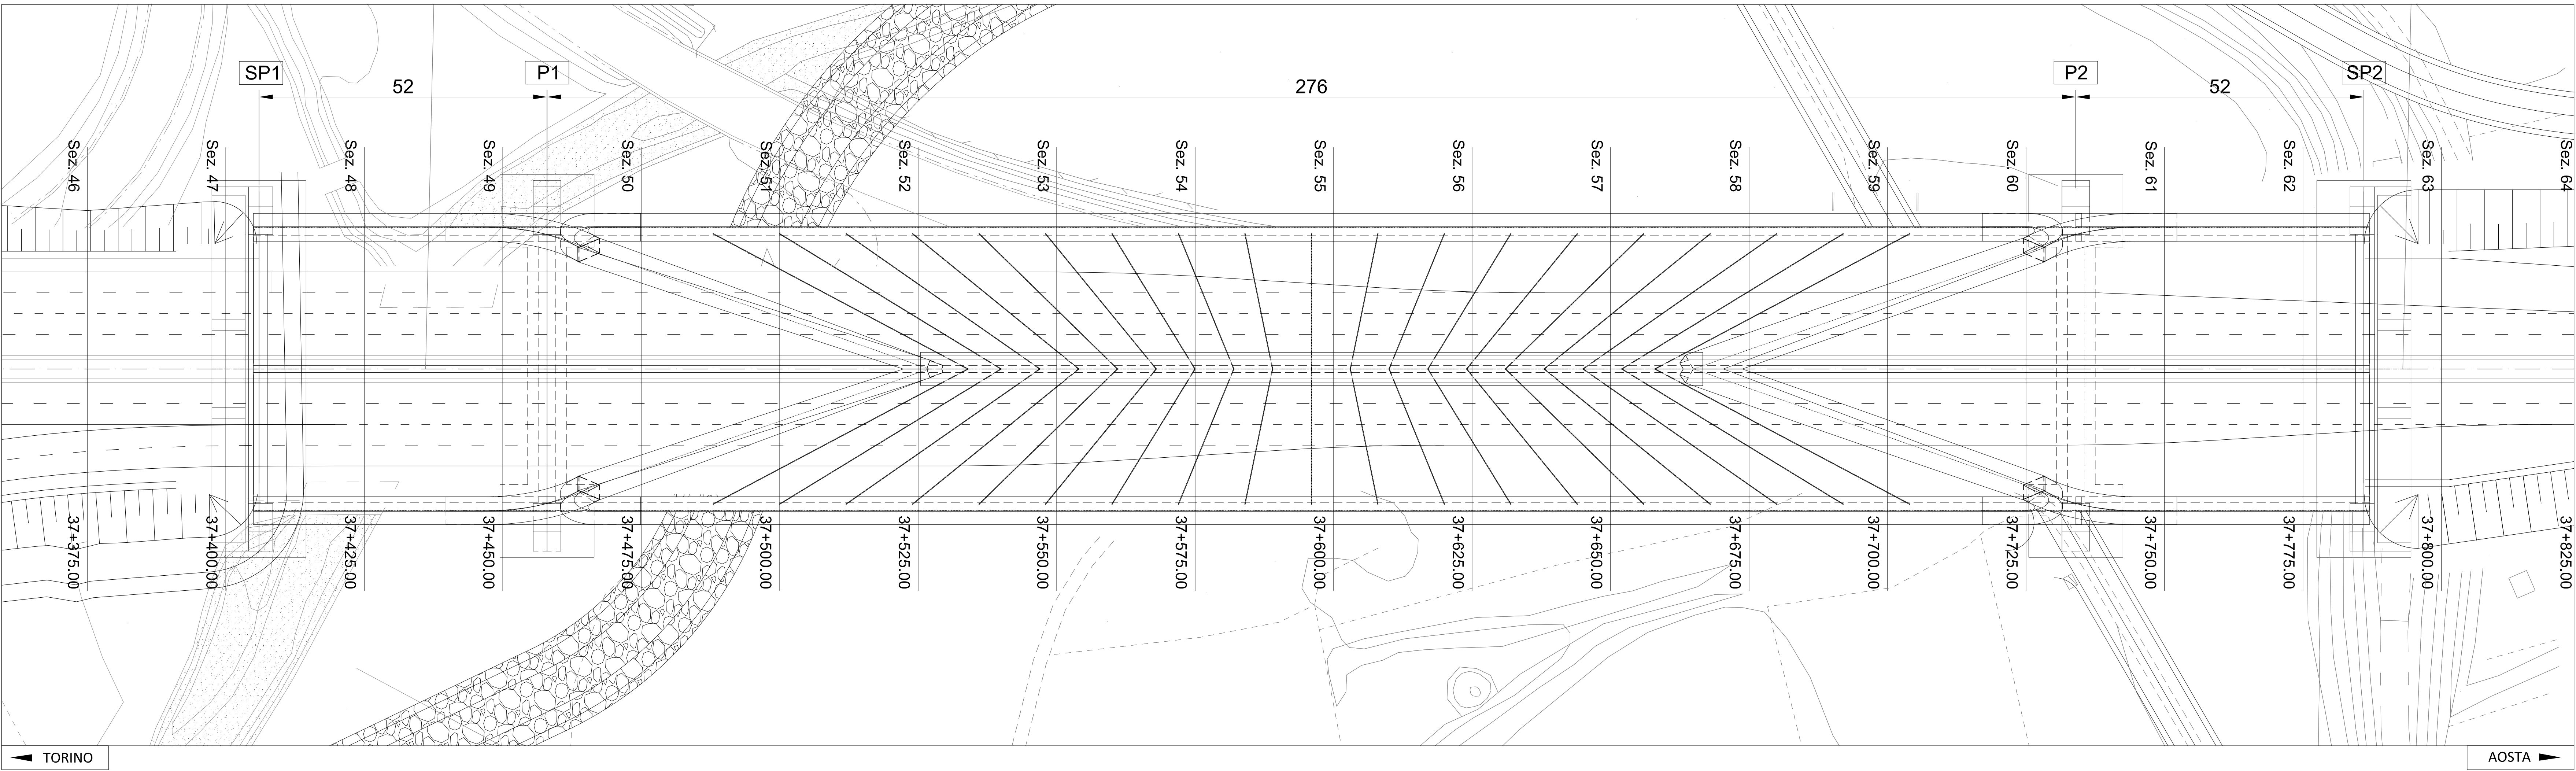 SP1
P1
P2
SP2
52
276
52
Sez. 46
Sez. 47
Sez. 48
Sez. 49
Sez. 50
Sez. 51
Sez. 52
Sez. 53
Sez. 54
Sez. 55
Sez. 56
Sez. 57
Sez. 58
Sez. 59
Sez. 60
Sez. 61
Sez. 62
Sez. 63
Sez. 64
37+375.00
37+400.00
37+425.00
37+450.00
37+475.00
37+500.00
37+525.00
37+550.00
37+575.00
37+600.00
37+625.00
37+650.00
37+675.00
37+700.00
37+725.00
37+750.00
37+775.00
37+800.00
37+825.00
TORINO
AOSTA